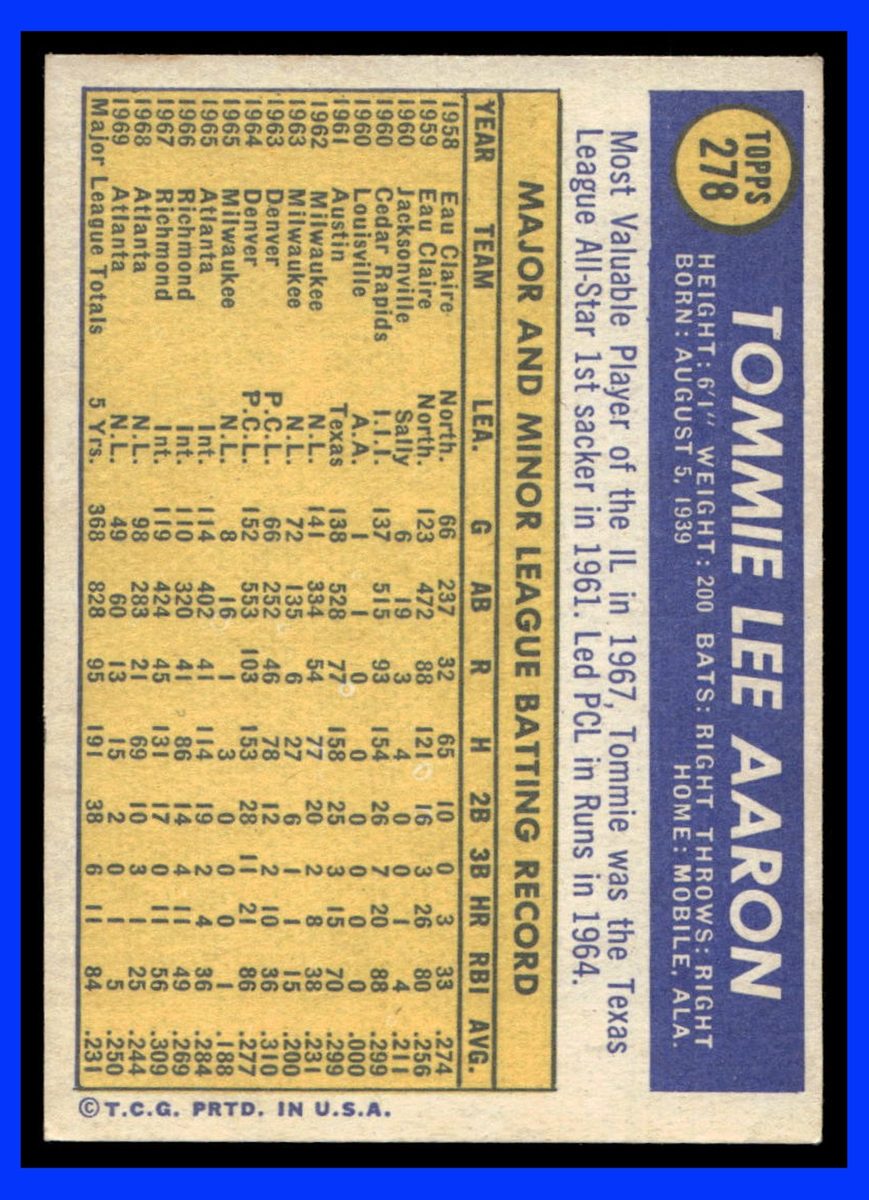 TOPPS
278
TOMMIE LEE AARON
HEIGHT: 6'1" WEIGHT: 200 BATS: RIGHT THROWS: RIGHT
BORN: AUGUST 5, 1939 HOME: MOBILE, ALA.
Most Valuable Player of the IL in 1967, Tommie was the Texas
League All-Star 1st sacker in 1961. Led PCL in Runs in 1964.
MAJOR AND MINOR LEAGUE BATTING RECORD
YEAR TEAM LEA. G AB R H 2B 3B HR RBI AVG.
1958 Eau Claire North. 66 237 32 65 10 0 3 33 .274
1959 Eau Claire North. 123 472 88 121 16 3 26 80 .256
1960 Jacksonville Sally 6 19 3 4 0 0 1 4 .211
1960 Cedar Rapids I.I.I. 137 515 93 154 26 7 20 88 .299
1960 Louisville A.A. 1 1 0 0 0 0 0 0 .000
1961 Austin Texas 138 528 77 158 25 3 15 70 .299
1962 Milwaukee N.L. 141 334 54 77 20 2 8 38 .231
1963 Milwaukee N.L. 72 135 6 27 6 1 1 15 .200
1963 Denver P.C.L. 66 252 46 78 12 2 10 36 .310
1964 Denver P.C.L. 152 553 103 153 28 11 21 86 .277
1965 Milwaukee N.L. 8 16 1 3 0 0 0 1 .188
1965 Atlanta Int. 114 402 41 114 19 2 4 36 .284
1966 Richmond Int. 110 320 41 86 14 4 11 49 .269
1967 Richmond Int. 119 424 45 131 17 0 11 56 .309
1968 Atlanta N.L. 98 283 21 69 10 3 1 25 .244
1969 Atlanta N.L. 49 60 13 15 2 0 1 5 .250
Major League Totals 5 Yrs. 368 828 95 191 38 6 11 84 .231
© T.C.G. PRTD. IN U.S.A.